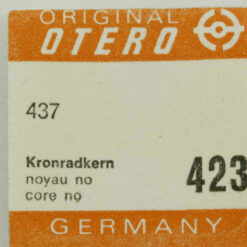 ORIGINAL
OTERO
437
Kronradkern
noyau no
core no
423
GERMANY